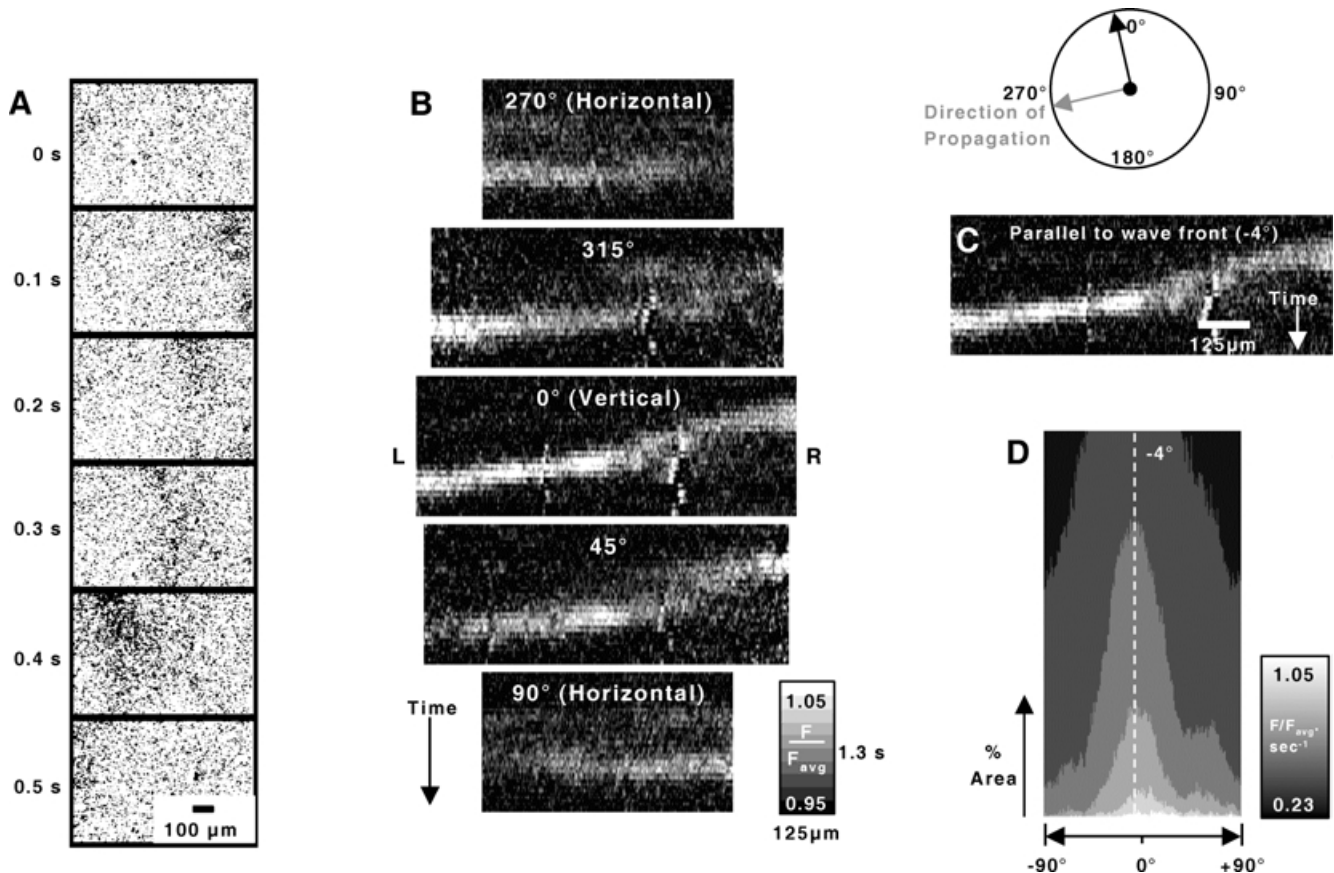 A
0 s
0.1 s
0.2 s
0.3 s
0.4 s
0.5 s
100 µm
B
270° (Horizontal)
315°
0° (Vertical)
L
R
45°
90° (Horizontal)
Time
1.05
F
Favg
0.95
1.3 s
125µm
0°
270°
90°
Direction of
Propagation
180°
C
Parallel to wave front (-4°)
Time
125µm
D
-4°
%
Area
-90°
0°
+90°
1.05
F/Favg,
sec-1
0.23